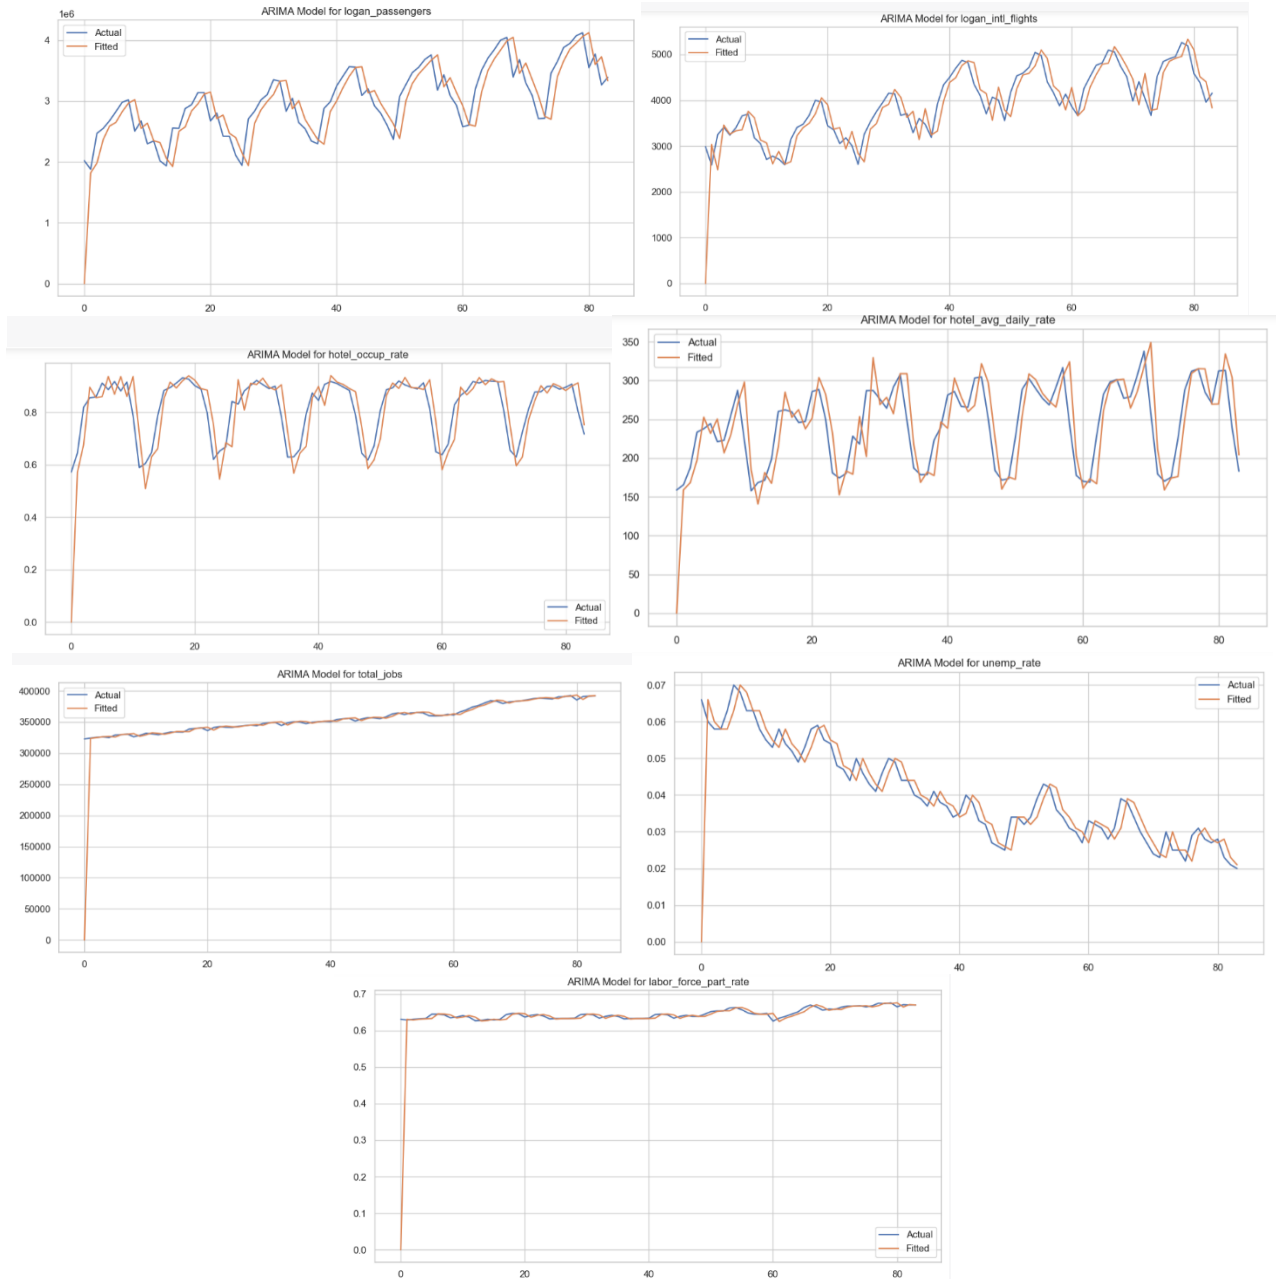 ARIMA Model for logan_passengers
1e6
Actual
Fitted
4
3
2
1
0
0 20 40 60 80
ARIMA Model for logan_intl_flights
Actual
Fitted
5000
4000
3000
2000
1000
0
0 20 40 60 80
ARIMA Model for hotel_occup_rate
0.8
0.6
0.4
0.2
0.0
Actual
Fitted
0 20 40 60 80
ARIMA Model for hotel_avg_daily_rate
Actual
Fitted
350
300
250
200
150
100
50
0
0 20 40 60 80
ARIMA Model for total_jobs
Actual
Fitted
400000
350000
300000
250000
200000
150000
100000
50000
0
0 20 40 60 80
ARIMA Model for unemp_rate
Actual
Fitted
0.07
0.06
0.05
0.04
0.03
0.02
0.01
0.00
0 20 40 60 80
ARIMA Model for labor_force_part_rate
0.7
0.6
0.5
0.4
0.3
0.2
0.1
0.0
Actual
Fitted
0 20 40 60 80